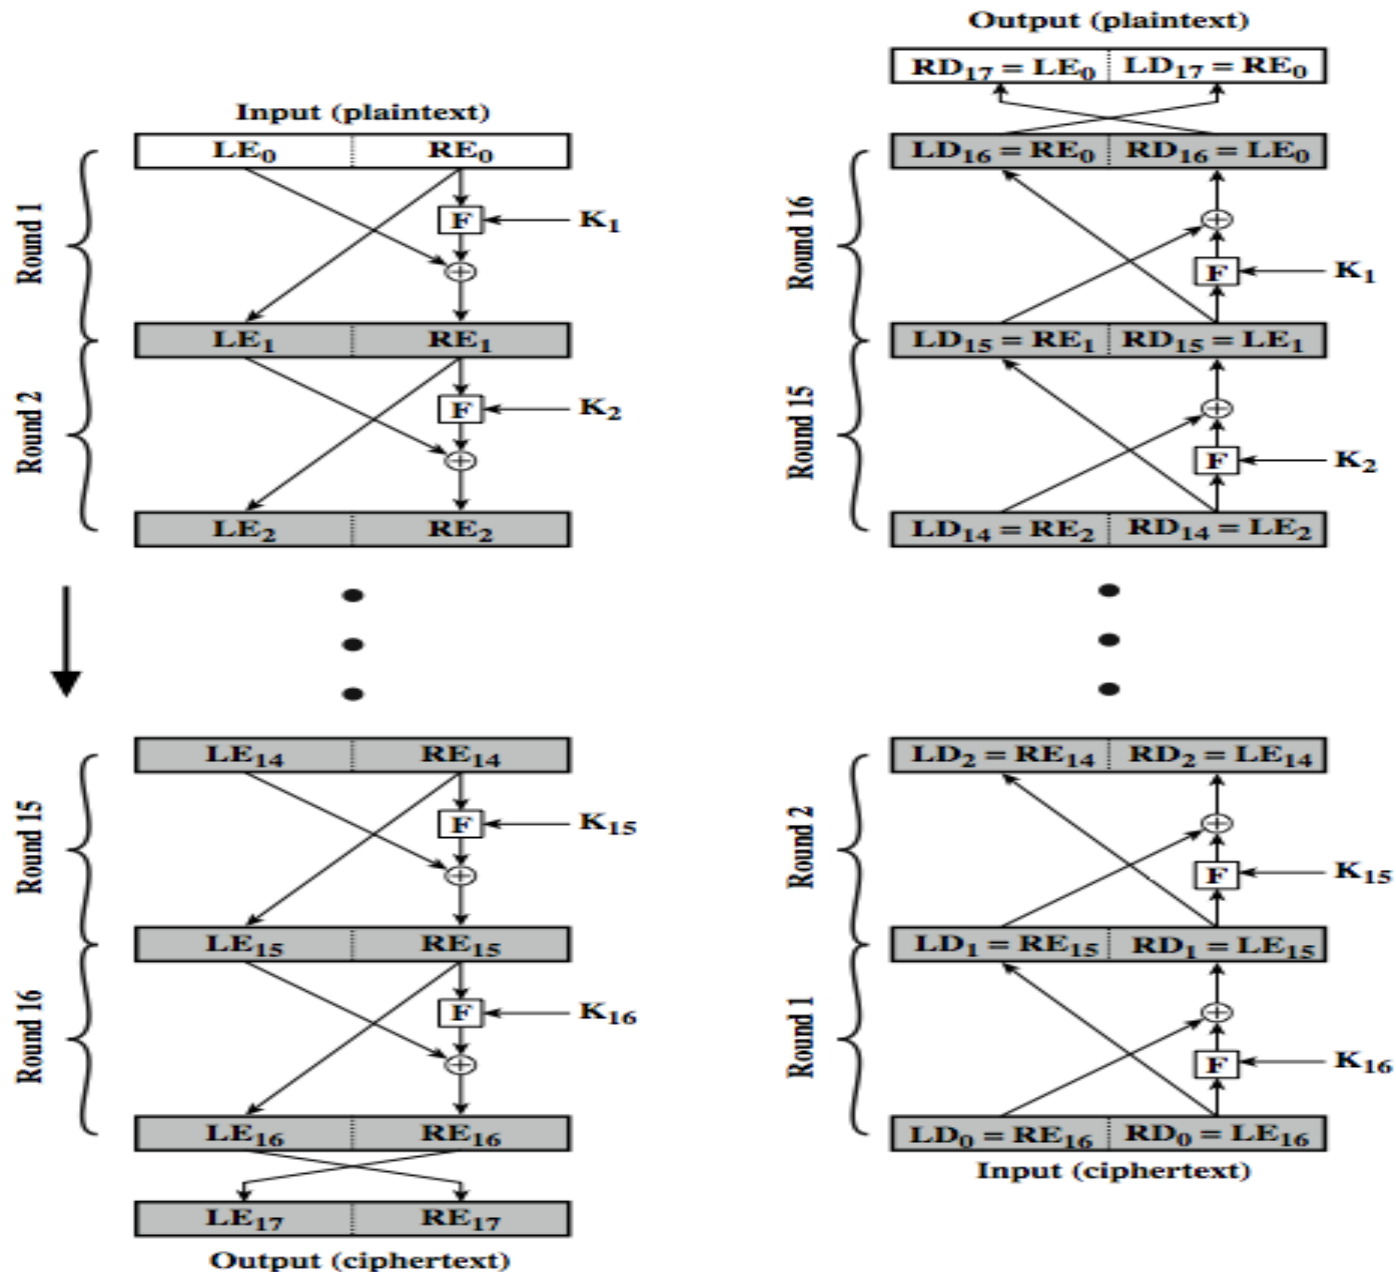 Input (plaintext)
LE₀ RE₀
Round 1
F K₁
LE₁ RE₁
Round 2
F K₂
LE₂ RE₂
LE₁₄ RE₁₄
Round 15
F K₁₅
LE₁₅ RE₁₅
Round 16
F K₁₆
LE₁₆ RE₁₆
LE₁₇ RE₁₇
Output (ciphertext)
Output (plaintext)
RD₁₇ = LE₀ LD₁₇ = RE₀
LD₁₆ = RE₀ RD₁₆ = LE₀
Round 16
F K₁
LD₁₅ = RE₁ RD₁₅ = LE₁
Round 15
F K₂
LD₁₄ = RE₂ RD₁₄ = LE₂
LD₂ = RE₁₄ RD₂ = LE₁₄
Round 2
F K₁₅
LD₁ = RE₁₅ RD₁ = LE₁₅
Round 1
F K₁₆
LD₀ = RE₁₆ RD₀ = LE₁₆
Input (ciphertext)